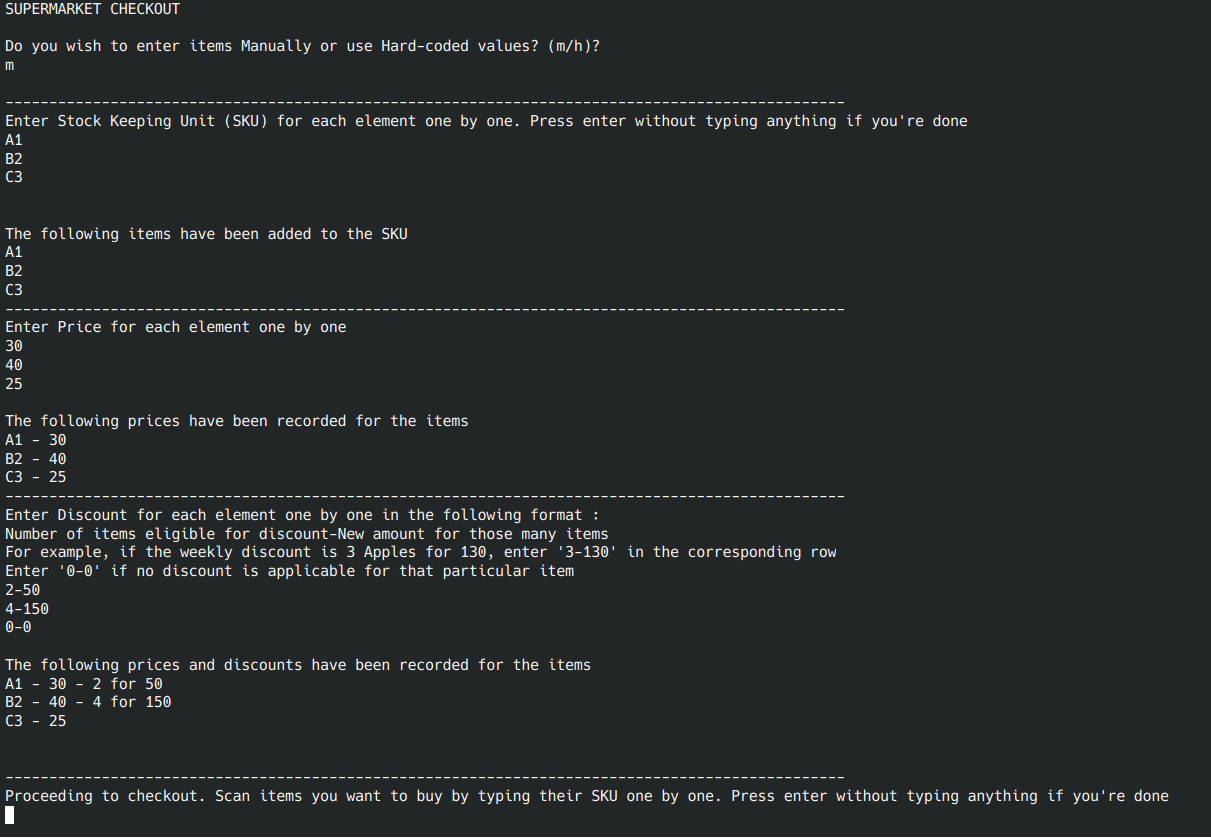 SUPERMARKET CHECKOUT
Do you wish to enter items Manually or use Hard-coded values? (m/h)?
m
------------------------------------------------------------------------------------------------
Enter Stock Keeping Unit (SKU) for each element one by one. Press enter without typing anything if you're done
A1
B2
C3
The following items have been added to the SKU
A1
B2
C3
------------------------------------------------------------------------------------------------
Enter Price for each element one by one
30
40
25
The following prices have been recorded for the items
A1 - 30
B2 - 40
C3 - 25
------------------------------------------------------------------------------------------------
Enter Discount for each element one by one in the following format :
Number of items eligible for discount-New amount for those many items
For example, if the weekly discount is 3 Apples for 130, enter '3-130' in the corresponding row
Enter '0-0' if no discount is applicable for that particular item
2-50
4-150
0-0
The following prices and discounts have been recorded for the items
A1 - 30 - 2 for 50
B2 - 40 - 4 for 150
C3 - 25
------------------------------------------------------------------------------------------------
Proceeding to checkout. Scan items you want to buy by typing their SKU one by one. Press enter without typing anything if you're done